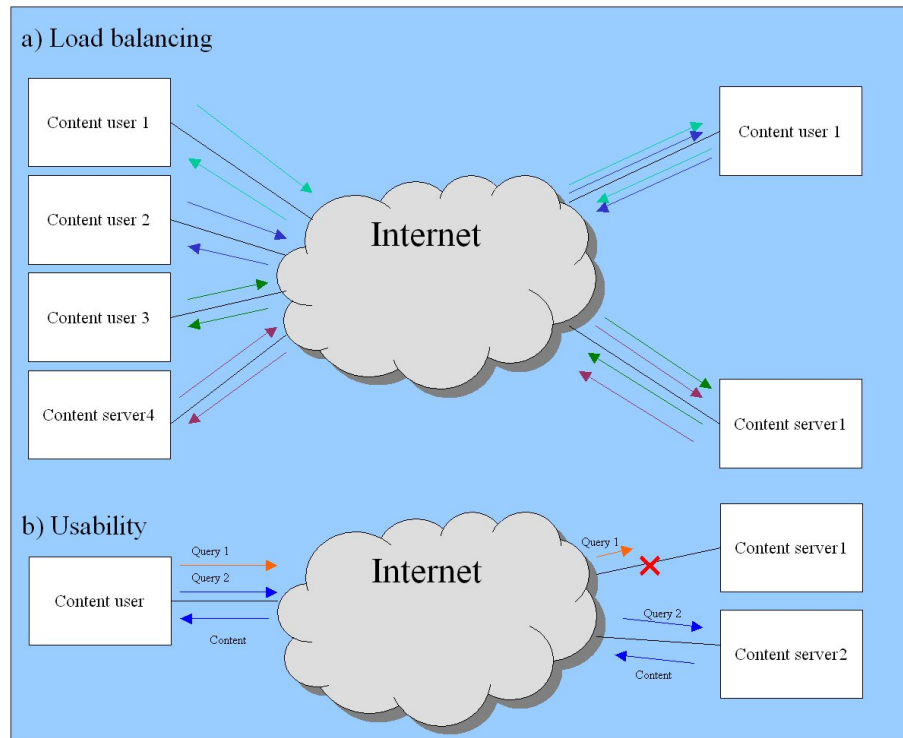 a) Load balancing
Content user 1
Content user 1
Content user 2
Internet
Content user 3
Content server4
Content server1
b) Usability
Query 1
Query 1
Content server1
Internet
Query 2
Content user
Query 2
Content
Content server2
Content